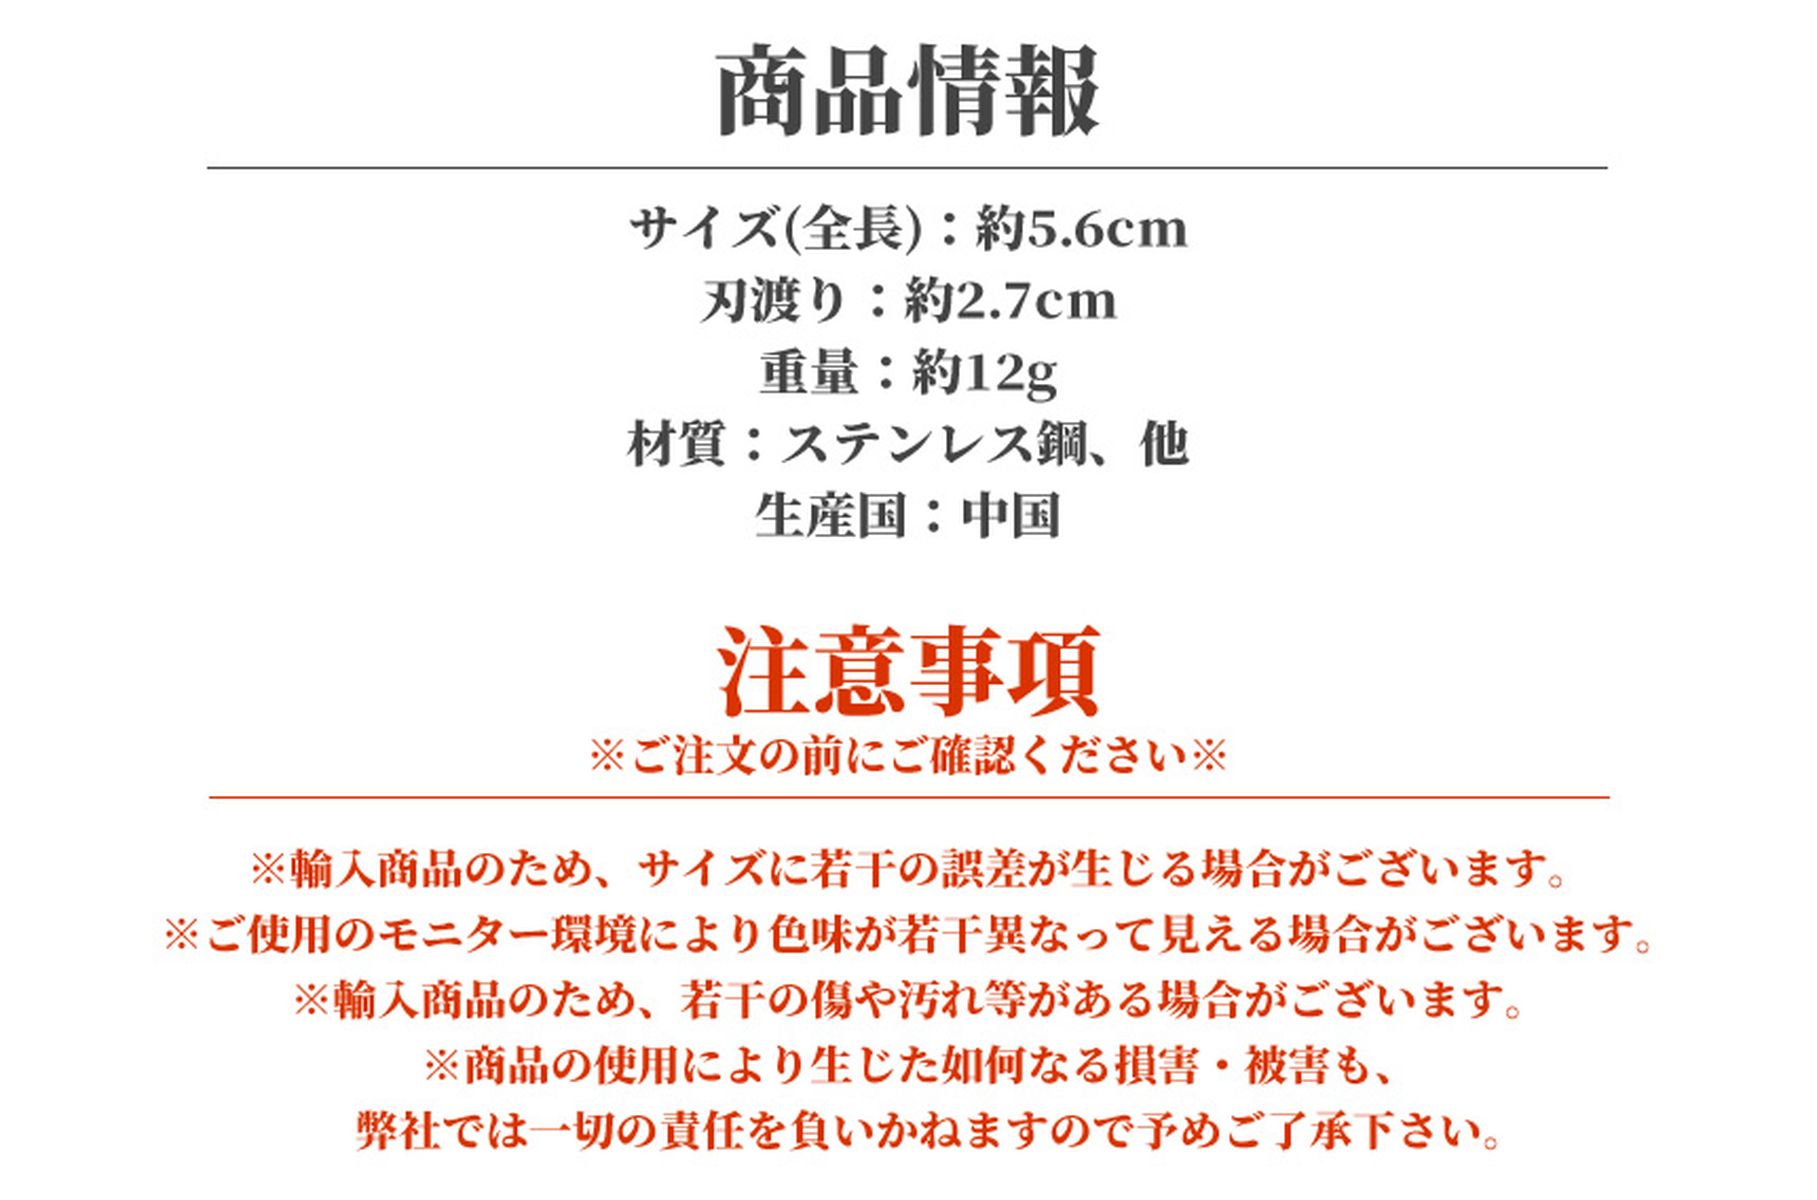 商品情報
サイズ(全長)：約5.6cm
刃渡り：約2.7cm
重量：約12g
材質：ステンレス鋼、他
生産国：中国
注意事項
※ご注文の前にご確認ください※
※輸入商品のため、サイズに若干の誤差が生じる場合がございます。
※ご使用のモニター環境により色味が若干異なって見える場合がございます。
※輸入商品のため、若干の傷や汚れ等がある場合がございます。
※商品の使用により生じた如何なる損害・被害も、
弊社では一切の責任を負いかねますので予めご了承下さい。